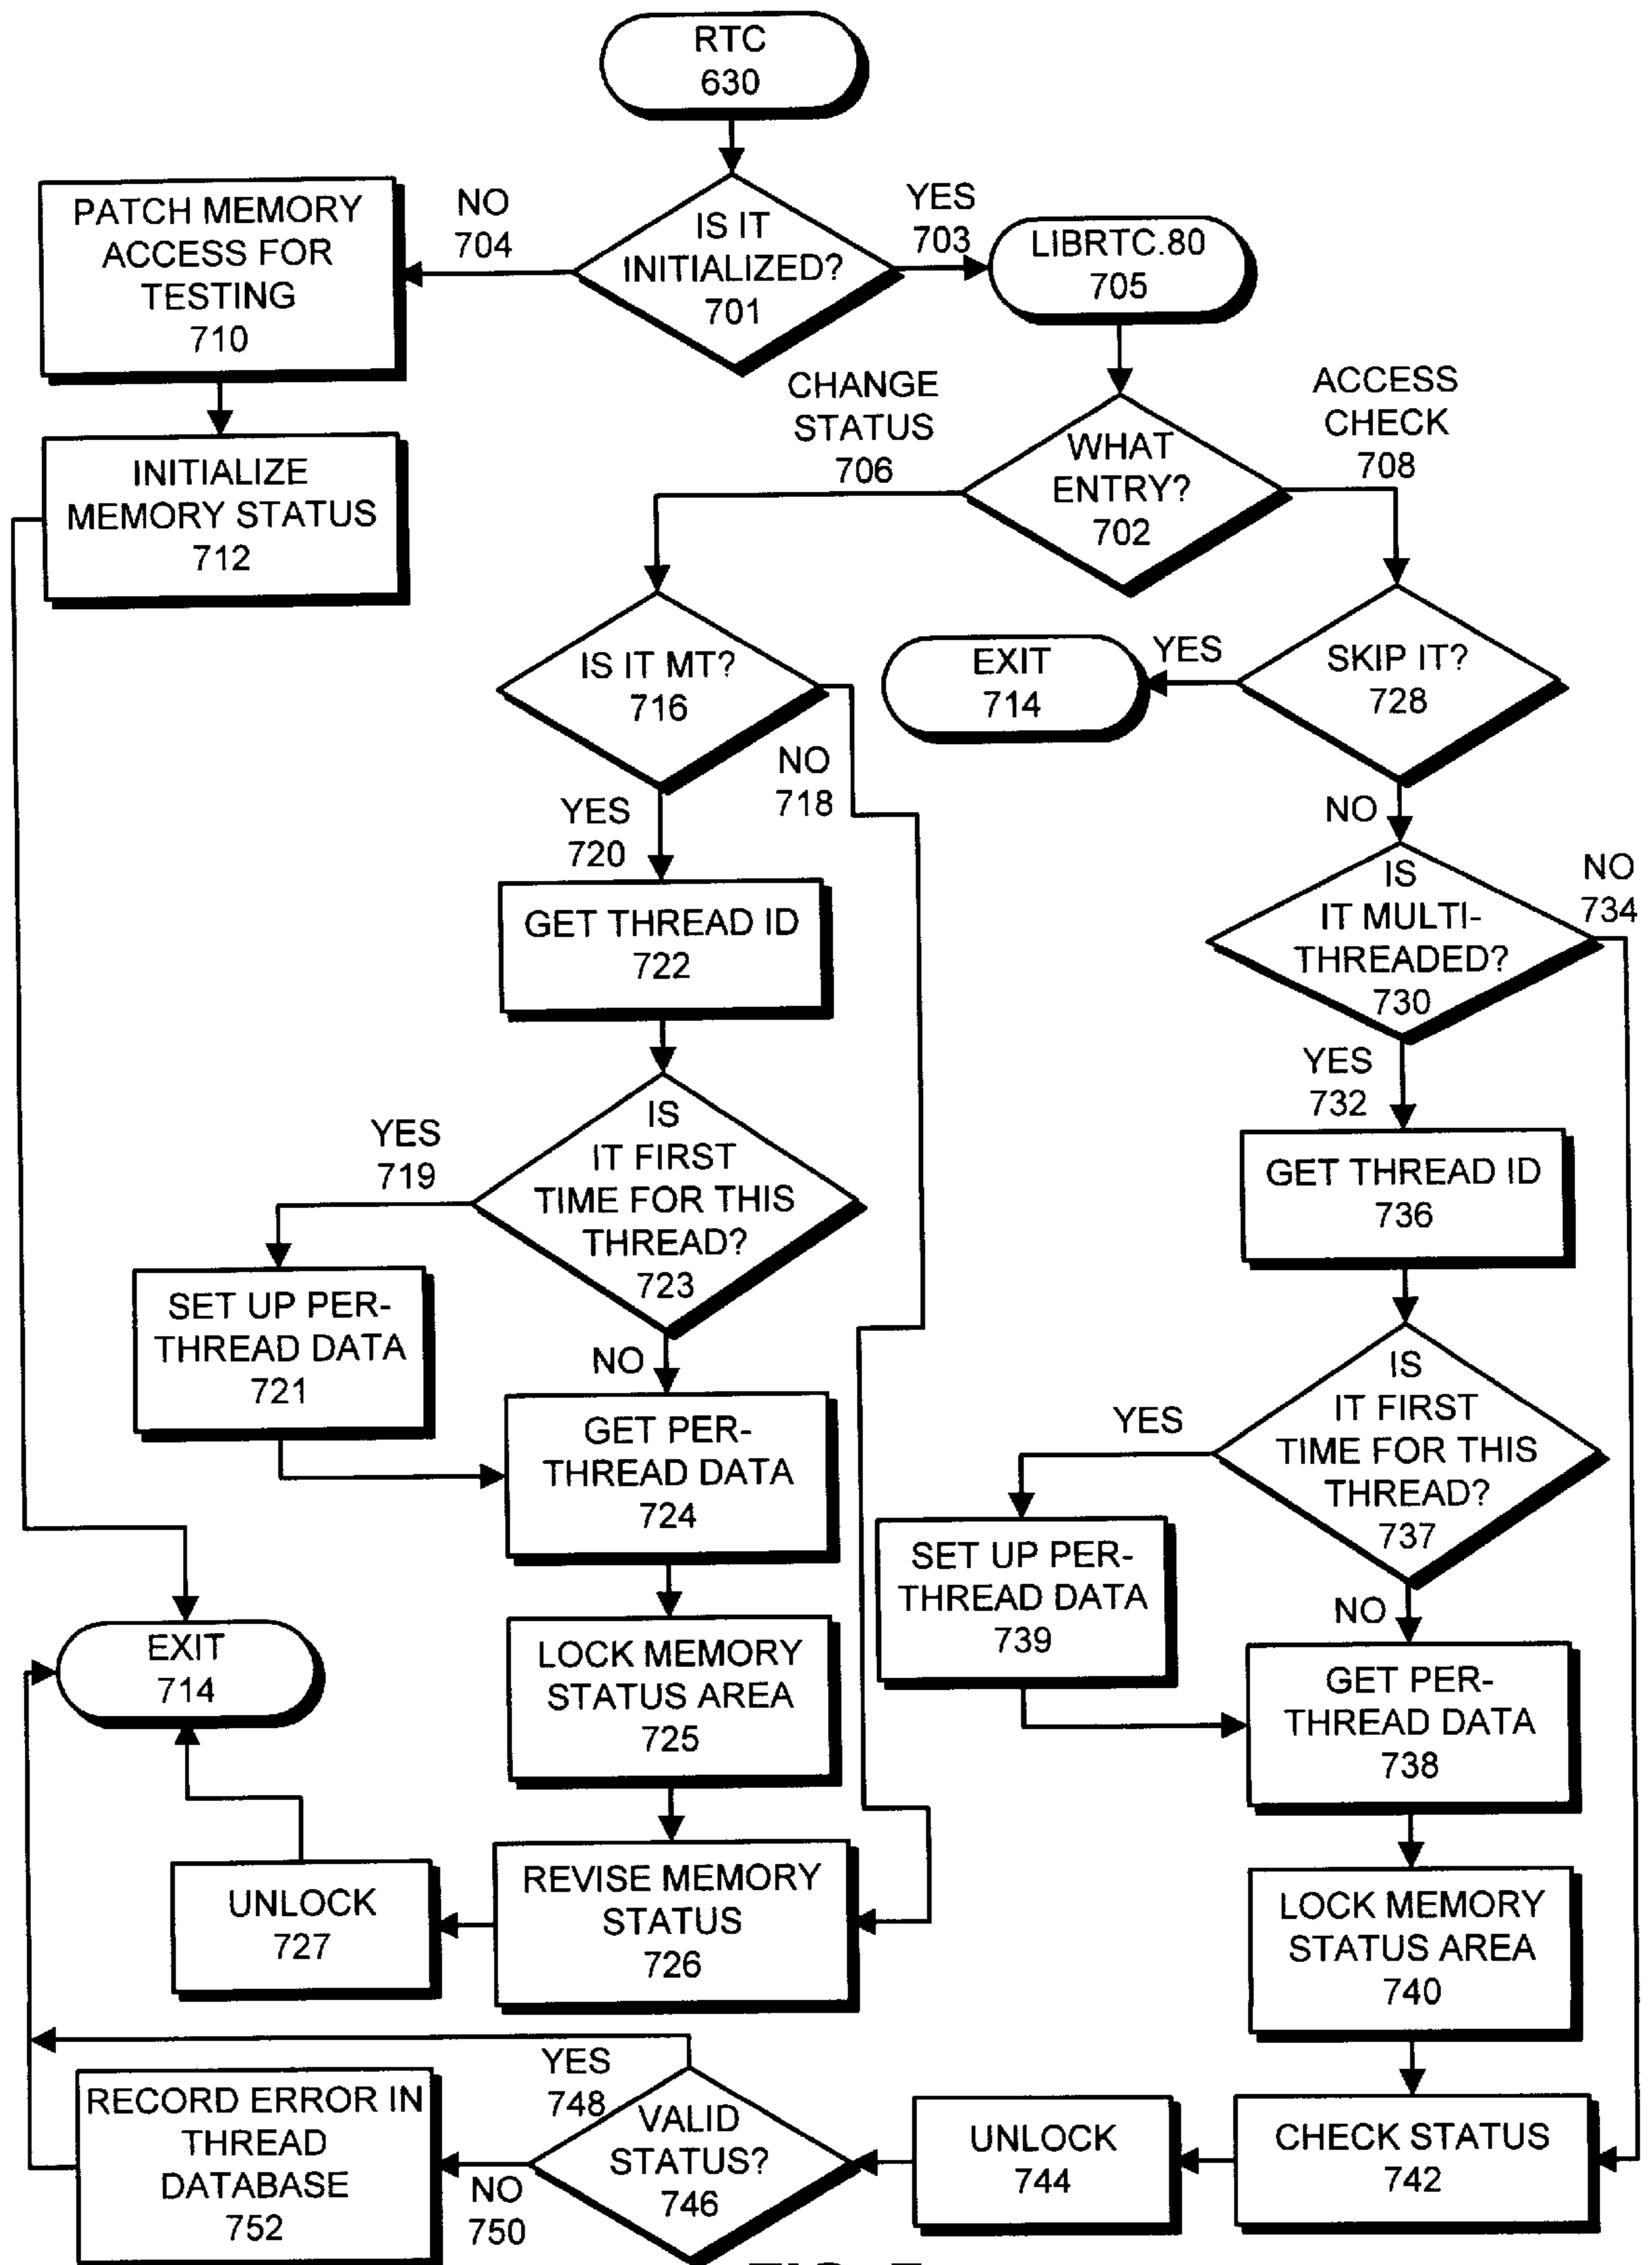 RTC
630
IS IT
INITIALIZED?
701
NO
704
YES
703
PATCH MEMORY
ACCESS FOR
TESTING
710
LIBRTC.80
705
INITIALIZE
MEMORY STATUS
712
CHANGE
STATUS
706
WHAT
ENTRY?
702
ACCESS
CHECK
708
IS IT MT?
716
EXIT
714
YES
SKIP IT?
728
NO
718
YES
720
NO
GET THREAD ID
722
IS
IT MULTI-
THREADED?
730
NO
734
YES
732
IS
IT FIRST
TIME FOR THIS
THREAD?
723
YES
719
GET THREAD ID
736
SET UP PER-
THREAD DATA
721
NO
GET PER-
THREAD DATA
724
IS
IT FIRST
TIME FOR THIS
THREAD?
737
YES
SET UP PER-
THREAD DATA
739
NO
EXIT
714
LOCK MEMORY
STATUS AREA
725
GET PER-
THREAD DATA
738
UNLOCK
727
REVISE MEMORY
STATUS
726
LOCK MEMORY
STATUS AREA
740
RECORD ERROR IN
THREAD
DATABASE
752
YES
748
VALID
STATUS?
746
NO
750
UNLOCK
744
CHECK STATUS
742